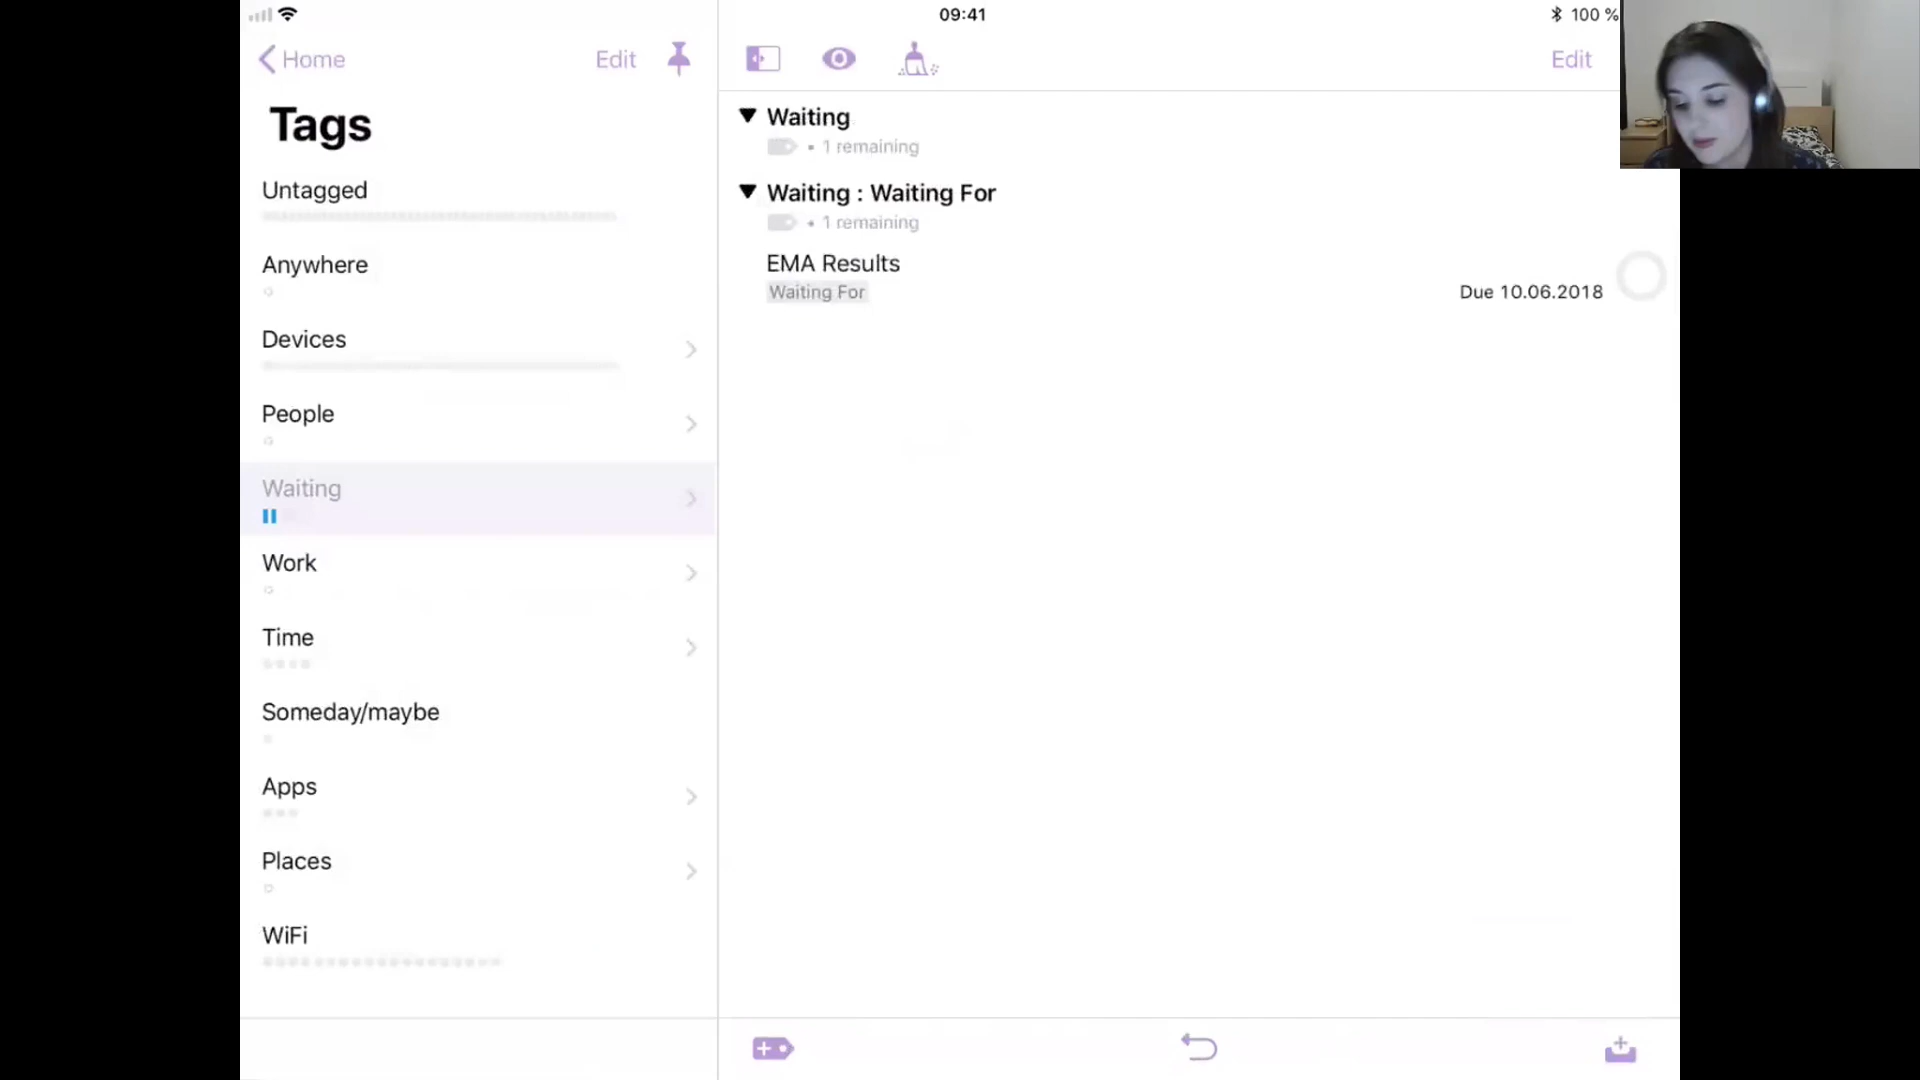 09:41
100 %
Home
Edit
Edit
Tags
Untagged
Anywhere
Devices
People
Waiting
Work
Time
Someday/maybe
Apps
Places
WiFi
Waiting
• 1 remaining
Waiting : Waiting For
• 1 remaining
EMA Results
Waiting For
Due 10.06.2018